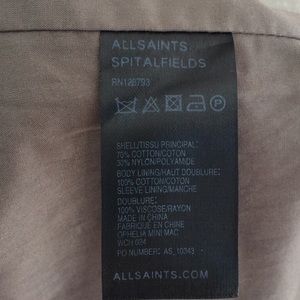 ALLSAINTS
SPITALFIELDS
RN128793
SHELL/TISSU PRINCIPAL:
70% COTTON/COTON
30% NYLON/POLYAMIDE
BODY LINING/HAUT DOUBLURE:
100% COTTON/COTON
SLEEVE LINING/MANCHE
DOUBLURE:
100% VISCOSE/RAYON
MADE IN CHINA
FABRIQUE EN CHINE
OPHELIA MINI MAC
WCH 024
PO NUMBER: AS_10343
ALLSAINTS.COM